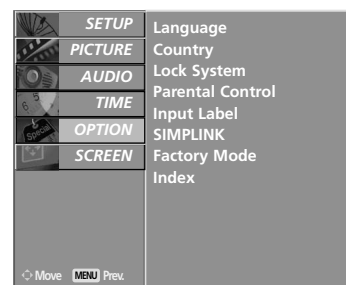 SETUP
PICTURE
AUDIO
TIME
OPTION
SCREEN
Language
Country
Lock System
Parental Control
Input Label
SIMPLINK
Factory Mode
Index
Move MENU Prev.